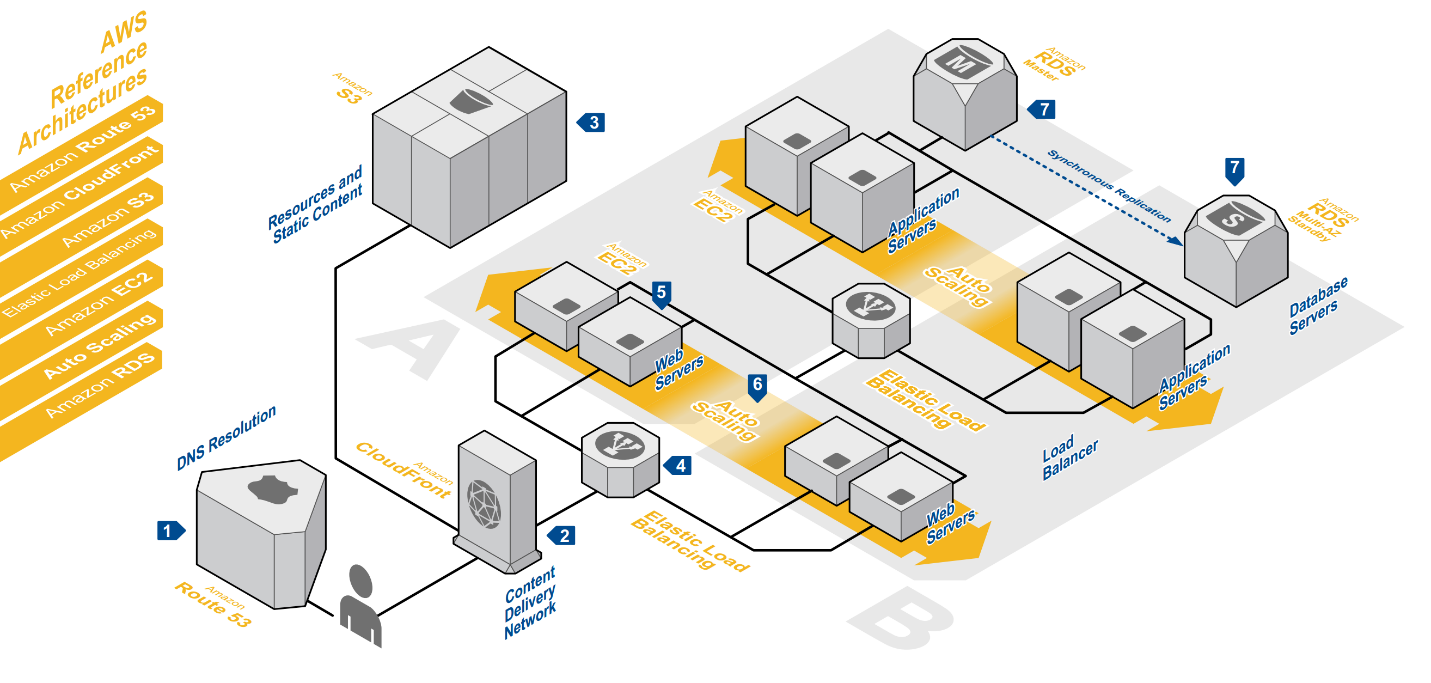 AWS
Reference
Architectures
Amazon Route 53
Amazon CloudFront
Amazon S3
Elastic Load Balancing
Amazon EC2
Auto Scaling
Amazon RDS
Amazon
S3
3
Resources and
Static Content
DNS Resolution
1
Amazon
Route 53
Amazon
CloudFront
2
Content
Delivery
Network
A
B
Amazon
EC2
5
Web
Servers
6
Auto
Scaling
4
Elastic Load
Balancing
Web
Servers
Amazon
EC2
Application
Servers
Auto
Scaling
Elastic Load
Balancing
Load
Balancer
Application
Servers
M
Amazon
RDS
Master
7
Synchronous Replication
7
S
Amazon
RDS
Multi-AZ
Standby
Database
Servers